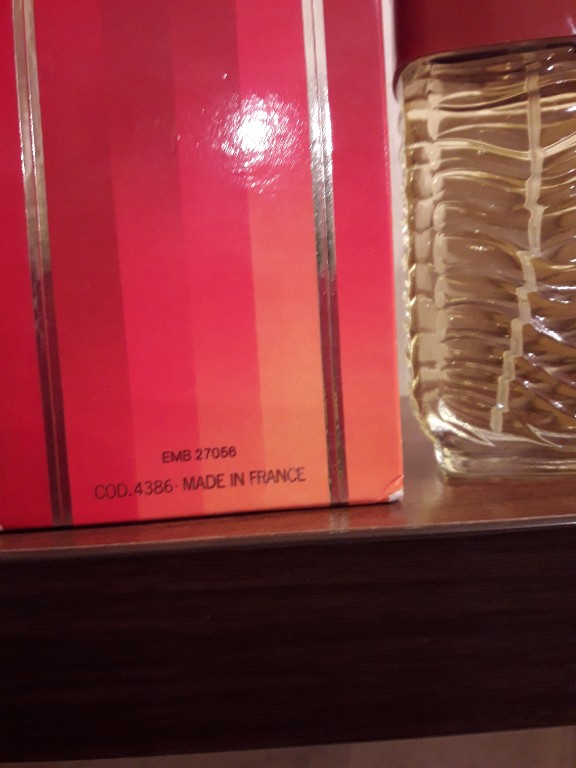 EMB 27056
COD. 4386 - MADE IN FRANCE